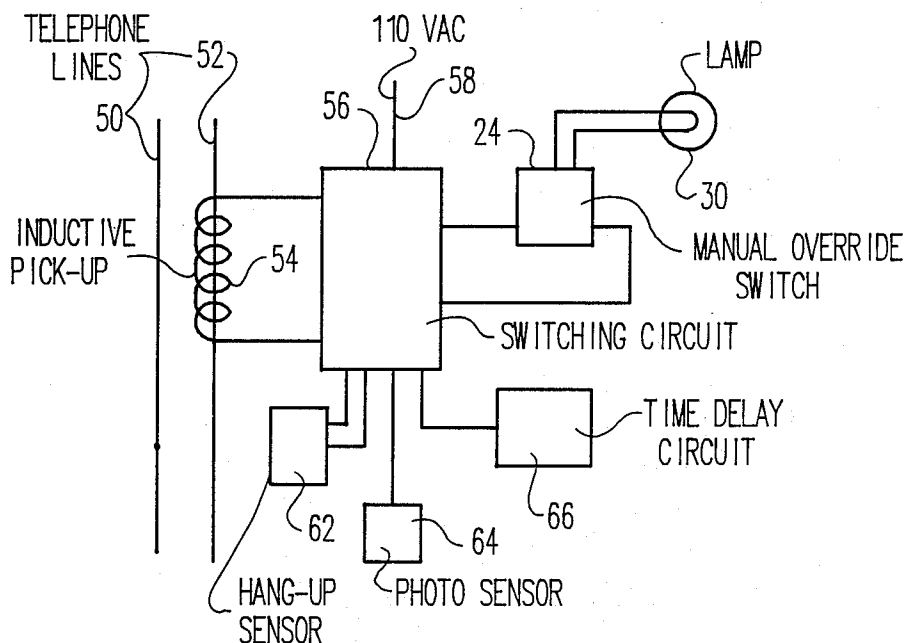 TELEPHONE
LINES
50
52
110 VAC
58
56
LAMP
30
24
MANUAL OVERRIDE
SWITCH
INDUCTIVE
PICK-UP
54
SWITCHING CIRCUIT
TIME DELAY
CIRCUIT
66
62
64
HANG-UP
SENSOR
PHOTO SENSOR